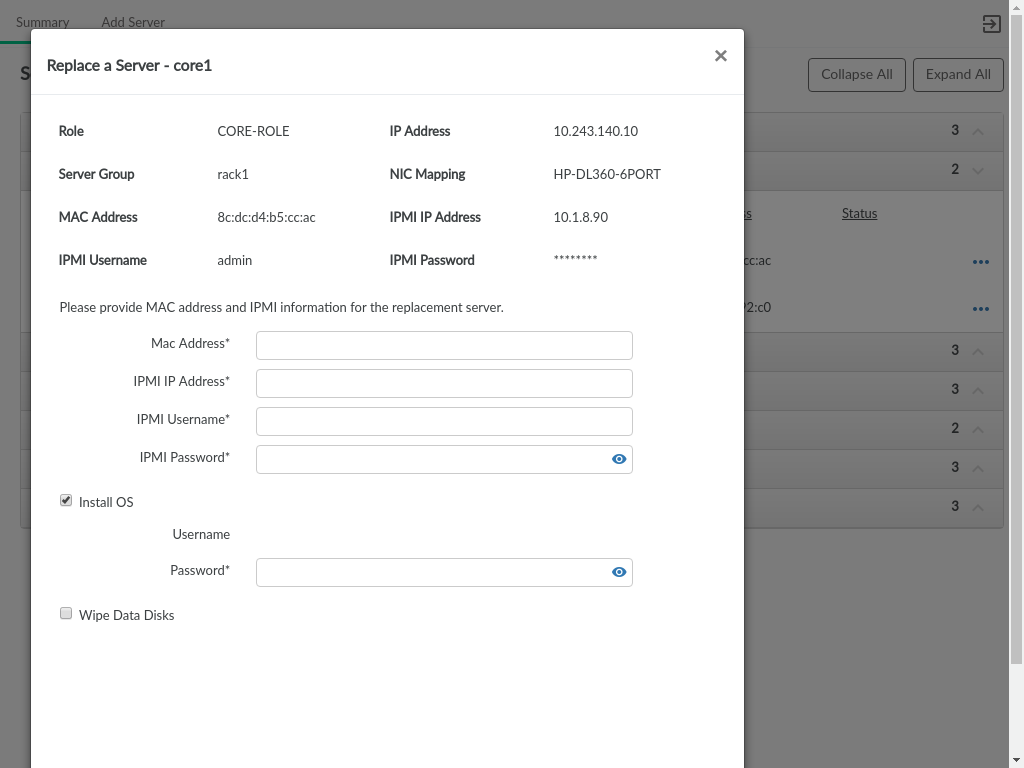 Summary Add Server
Replace a Server - core1
Collapse All Expand All
Role CORE-ROLE IP Address 10.243.140.10
3
Server Group rack1 NIC Mapping HP-DL360-6PORT
2
MAC Address 8c:dc:d4:b5:cc:ac IPMI IP Address 10.1.8.90
Status
IPMI Username admin IPMI Password ********
cc:ac
Please provide MAC address and IPMI information for the replacement server.
2:c0
Mac Address*
3
IPMI IP Address*
3
IPMI Username*
2
IPMI Password*
3
Install OS
3
Username
Password*
Wipe Data Disks